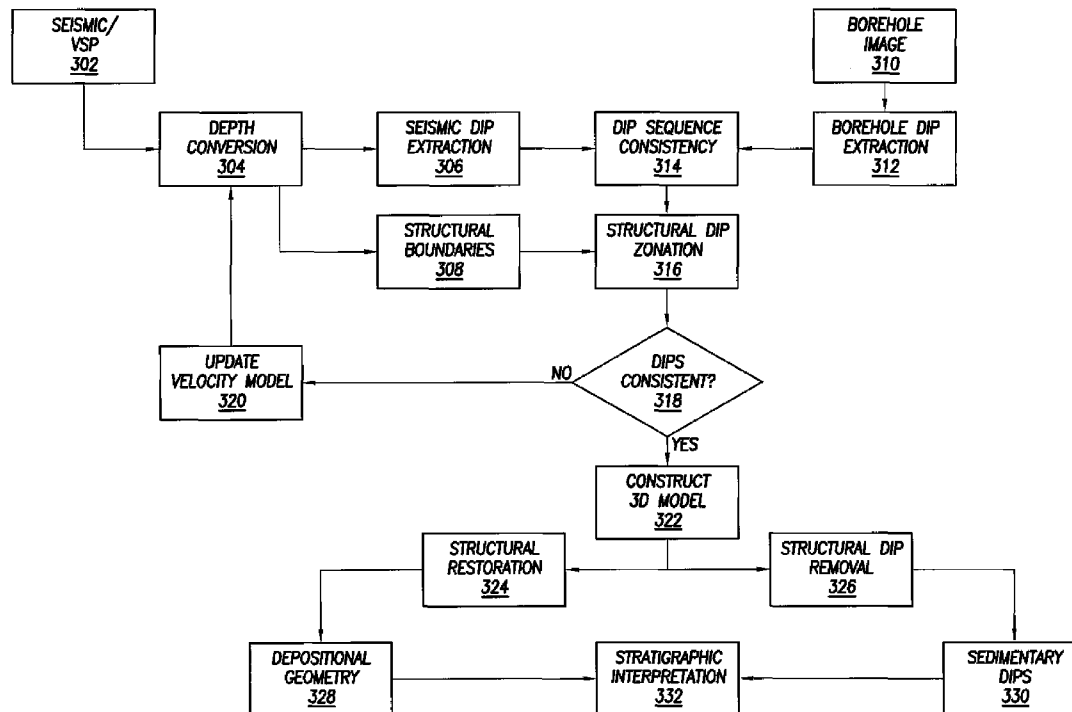 SEISMIC/
VSP
302
BOREHOLE
IMAGE
310
DEPTH
CONVERSION
304
SEISMIC DIP
EXTRACTION
306
DIP SEQUENCE
CONSISTENCY
314
BOREHOLE DIP
EXTRACTION
312
STRUCTURAL
BOUNDARIES
308
STRUCTURAL DIP
ZONATION
316
UPDATE
VELOCITY MODEL
320
NO
DIPS
CONSISTENT?
318
YES
CONSTRUCT
3D MODEL
322
STRUCTURAL
RESTORATION
324
STRUCTURAL DIP
REMOVAL
326
DEPOSITIONAL
GEOMETRY
328
STRATIGRAPHIC
INTERPRETATION
332
SEDIMENTARY
DIPS
330